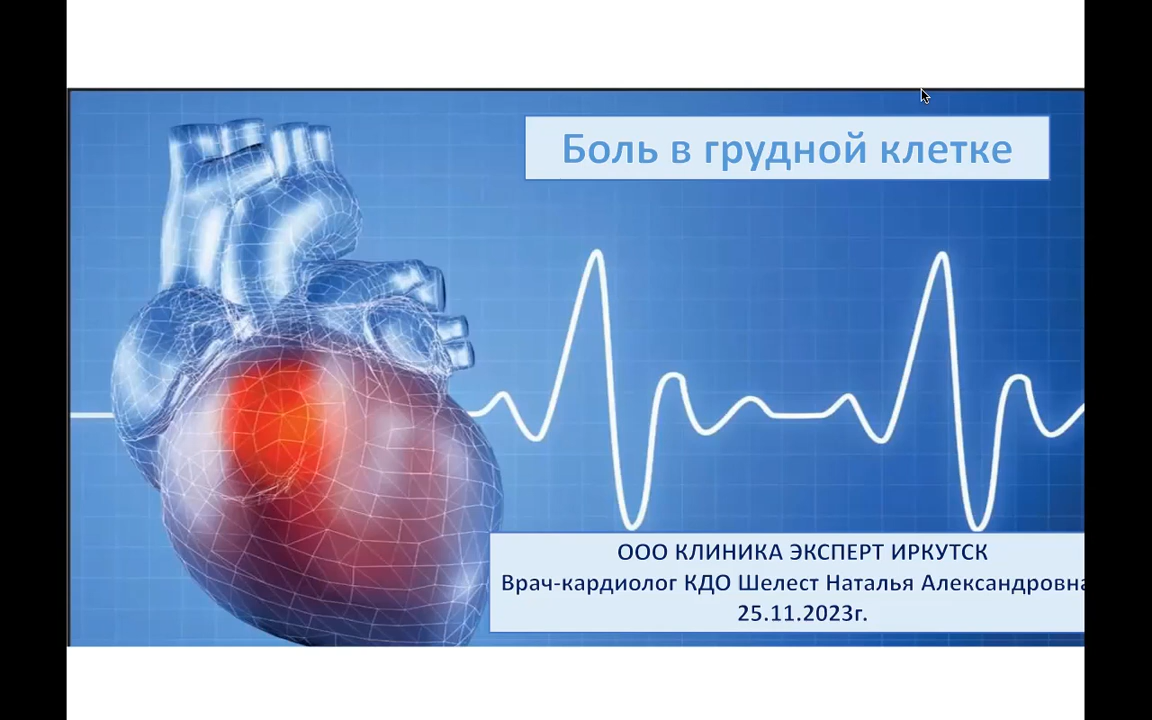 Боль в грудной клетке
ООО КЛИНИКА ЭКСПЕРТ ИРКУТСК
Врач-кардиолог КДО Шелест Наталья Александровна
25.11.2023г.